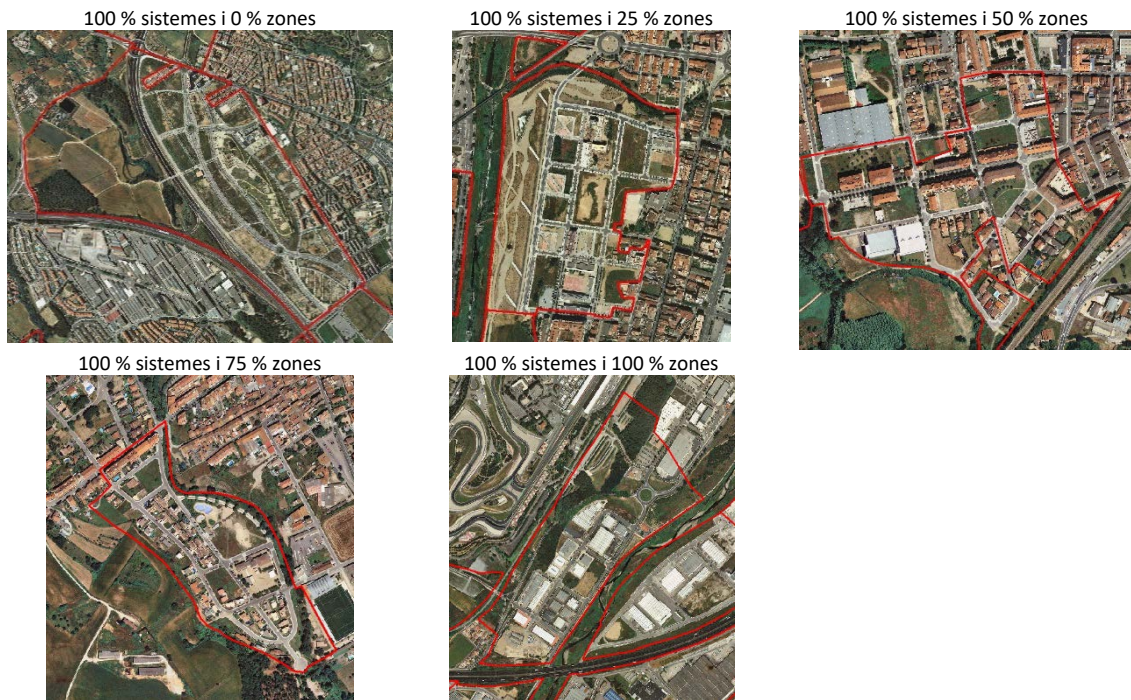 100 % sistemes i 0 % zones
100 % sistemes i 25 % zones
100 % sistemes i 50 % zones
100 % sistemes i 75 % zones
100 % sistemes i 100 % zones